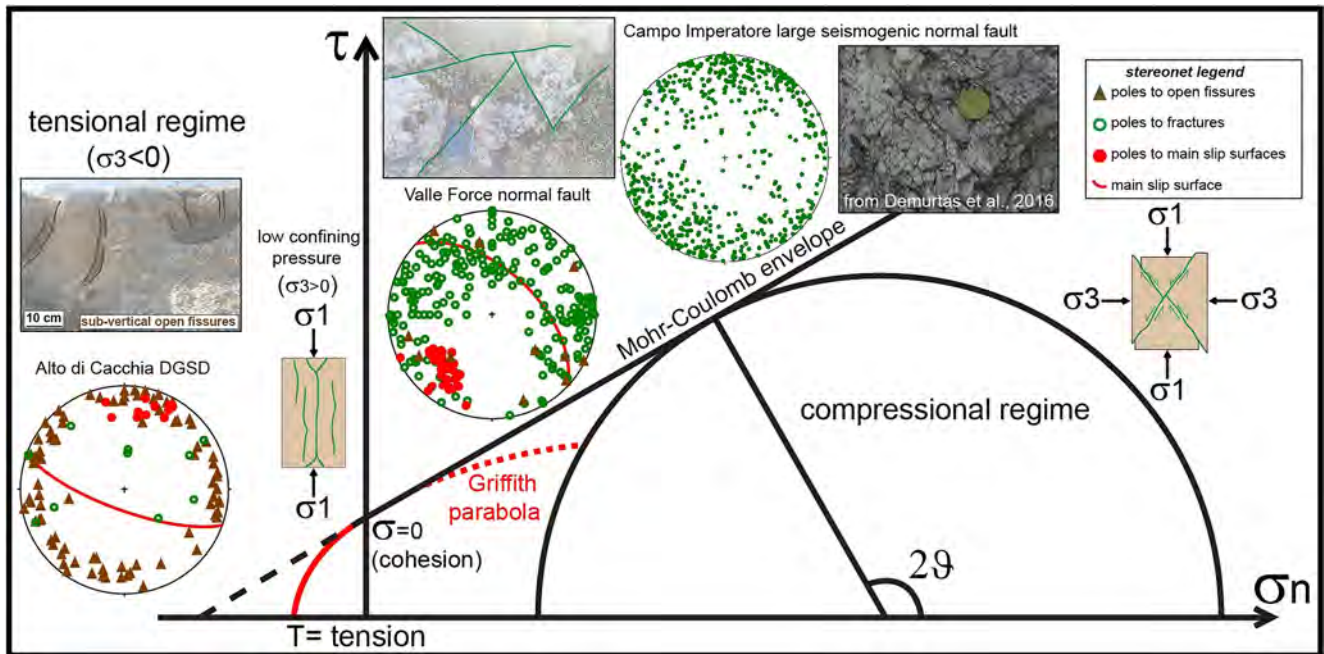 τ
Campo Imperatore large seismogenic normal fault
stereonet legend
poles to open fissures
poles to fractures
poles to main slip surfaces
main slip surface
tensional regime
(σ3<0)
from Demurtas et al., 2016
Valle Force normal fault
low confining
pressure
(σ3>0)
10 cm
sub-vertical open fissures
σ1
σ3
σ3
σ1
Mohr-Coulomb envelope
Alto di Cacchia DGSD
σ1
σ1
compressional regime
Griffith
parabola
σ=0
(cohesion)
2ϑ
σn
T= tension